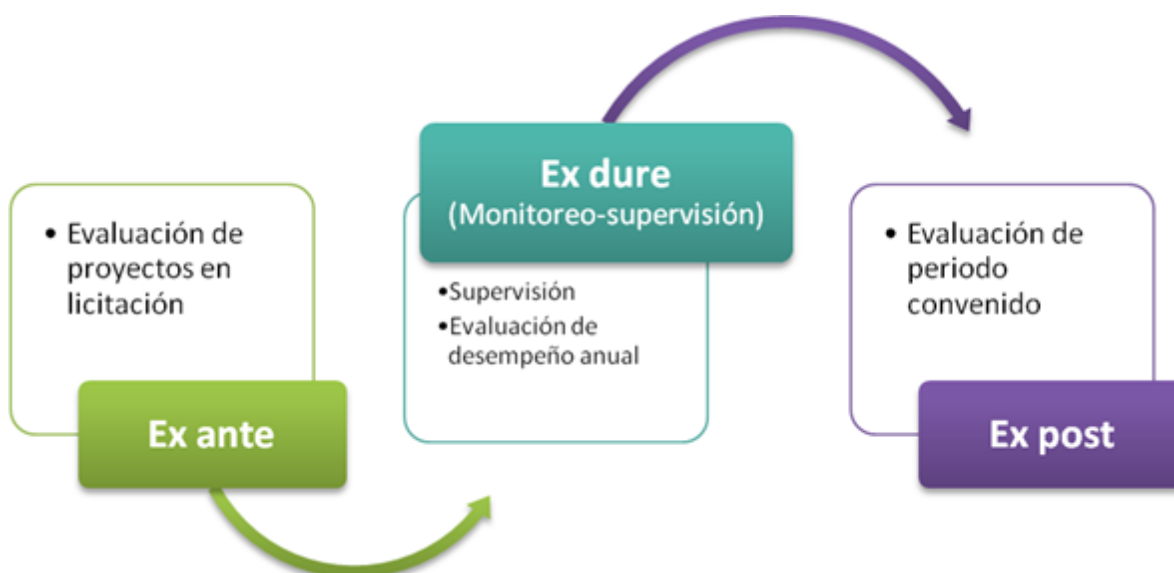 • Evaluación de
proyectos en
licitación
Ex ante
Ex dure
(Monitoreo-supervisión)
•Supervisión
•Evaluación de
desempeño anual
• Evaluación de
periodo
convenido
Ex post